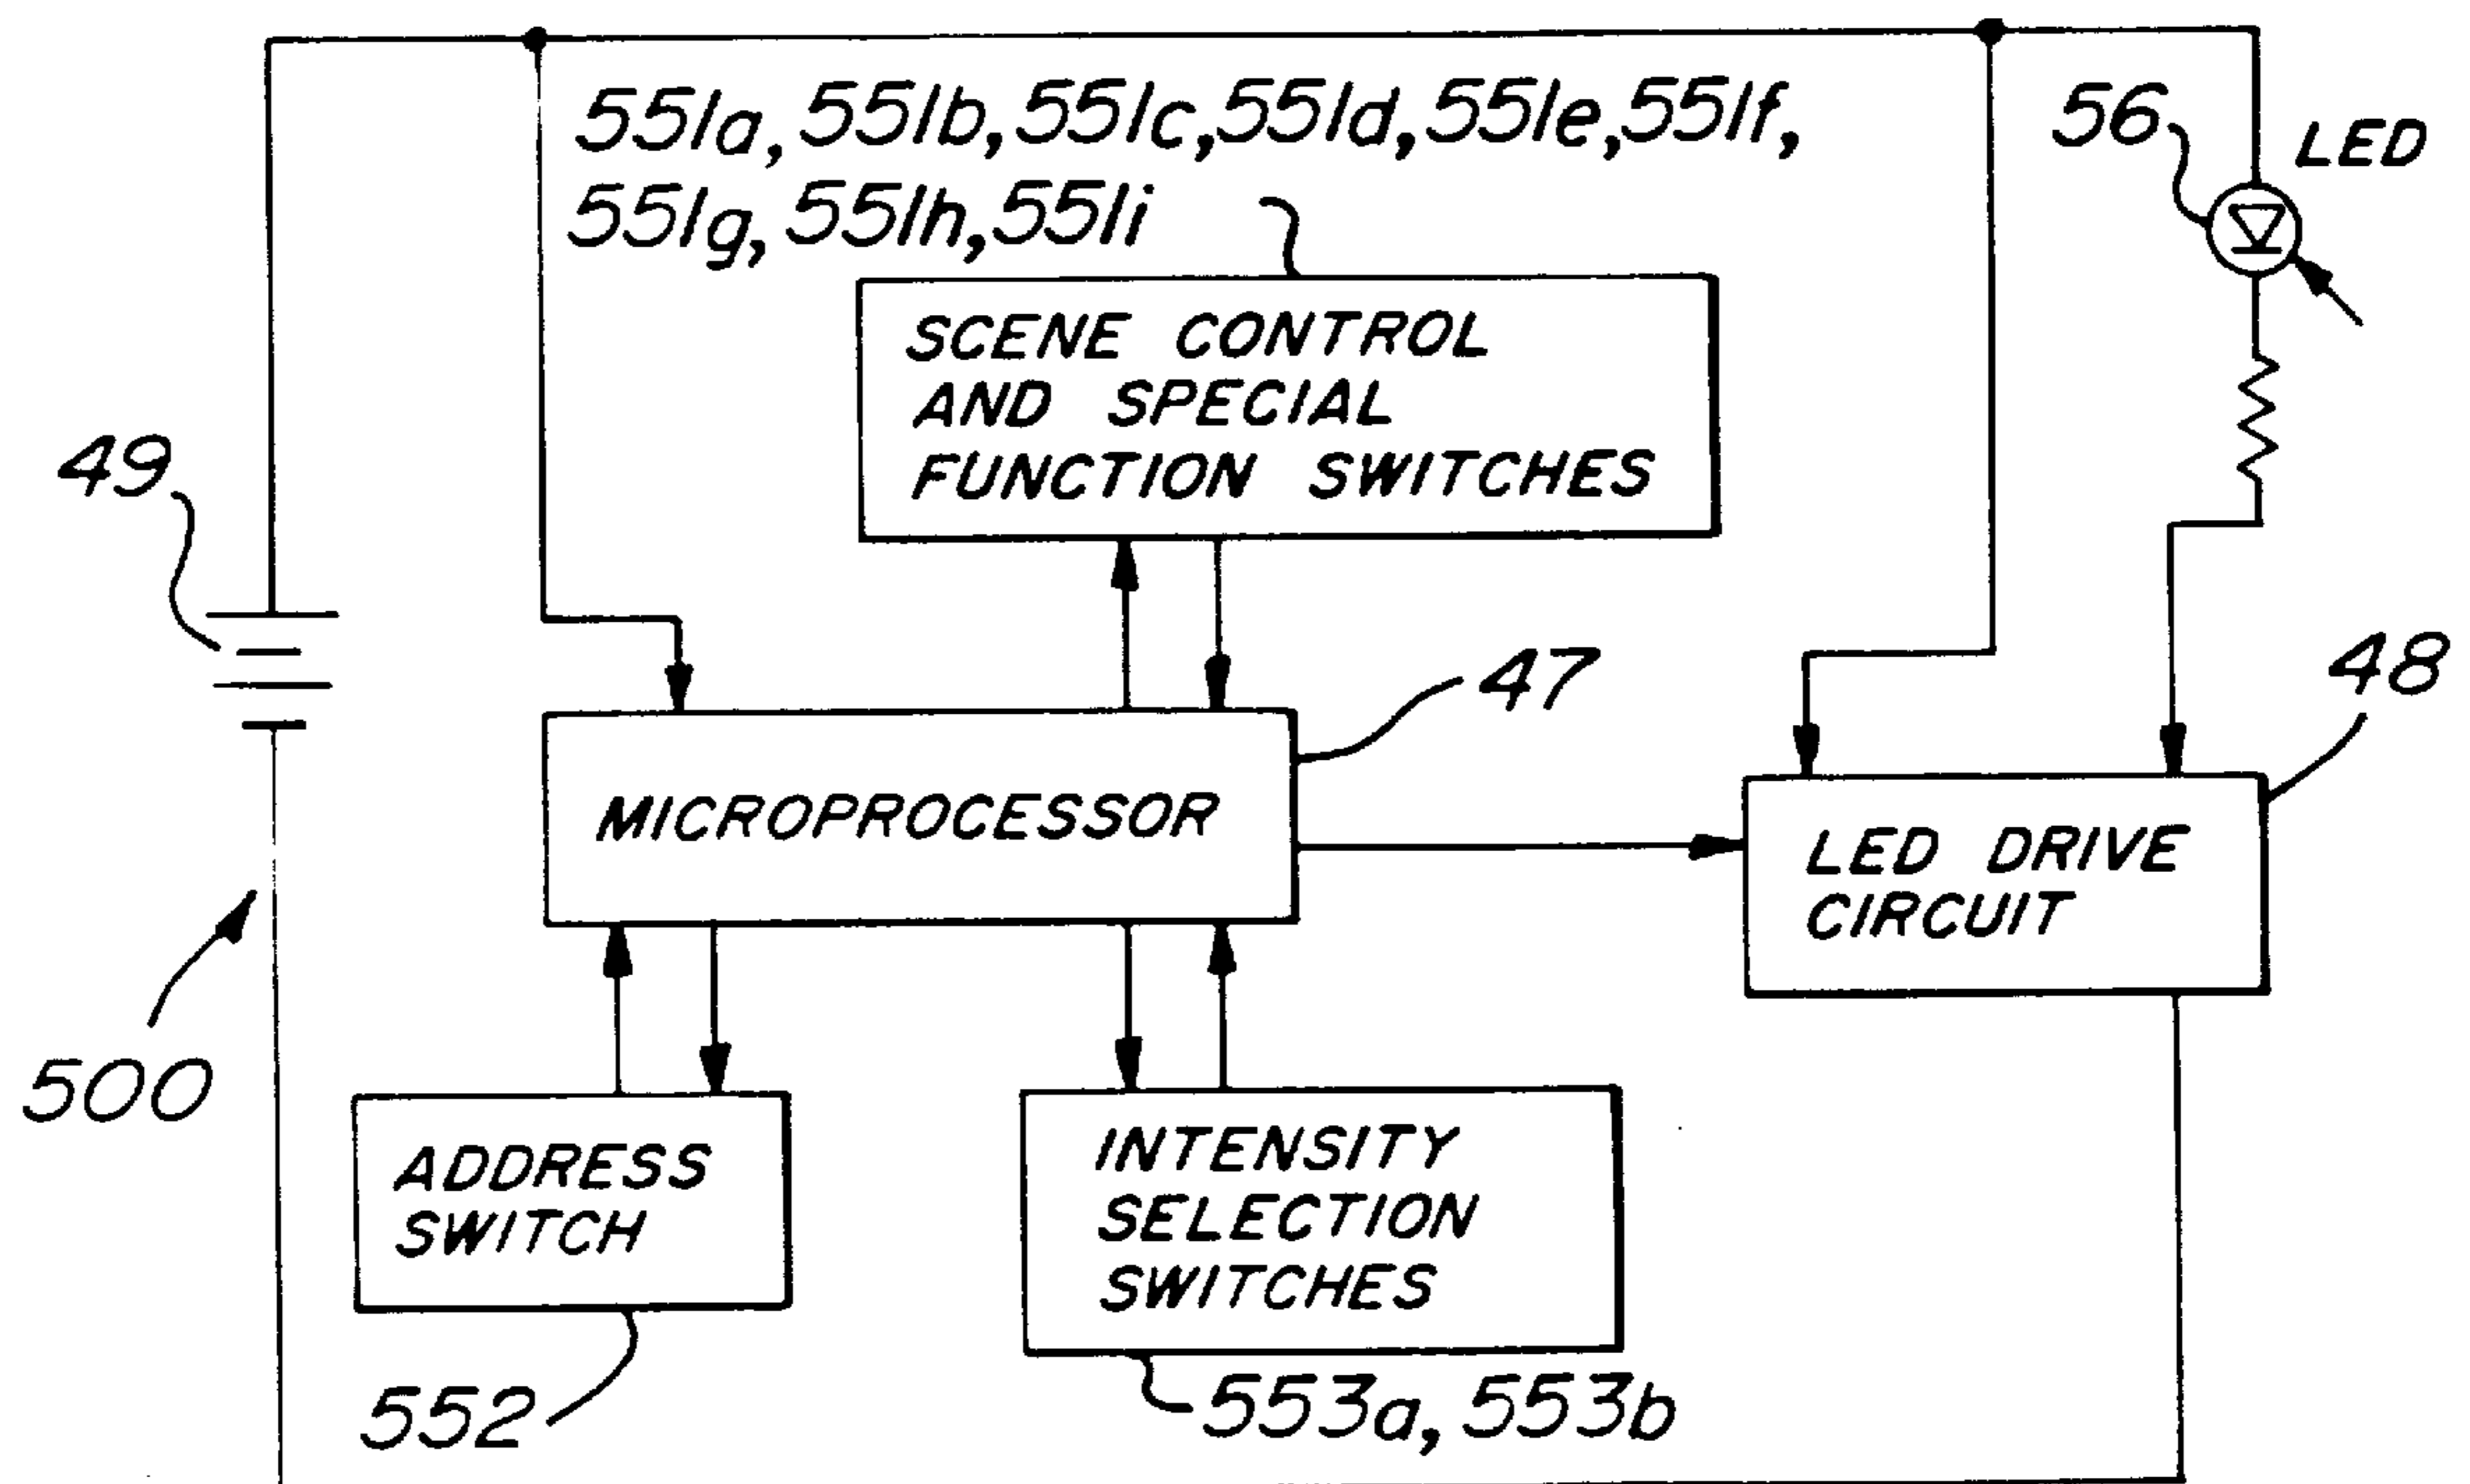 551a, 551b, 551c, 551d, 551e, 551f,
551g, 551h, 551i
56
LED
SCENE CONTROL
AND SPECIAL
FUNCTION SWITCHES
49
47
48
MICROPROCESSOR
LED DRIVE
CIRCUIT
500
ADDRESS
SWITCH
INTENSITY
SELECTION
SWITCHES
552
553a, 553b